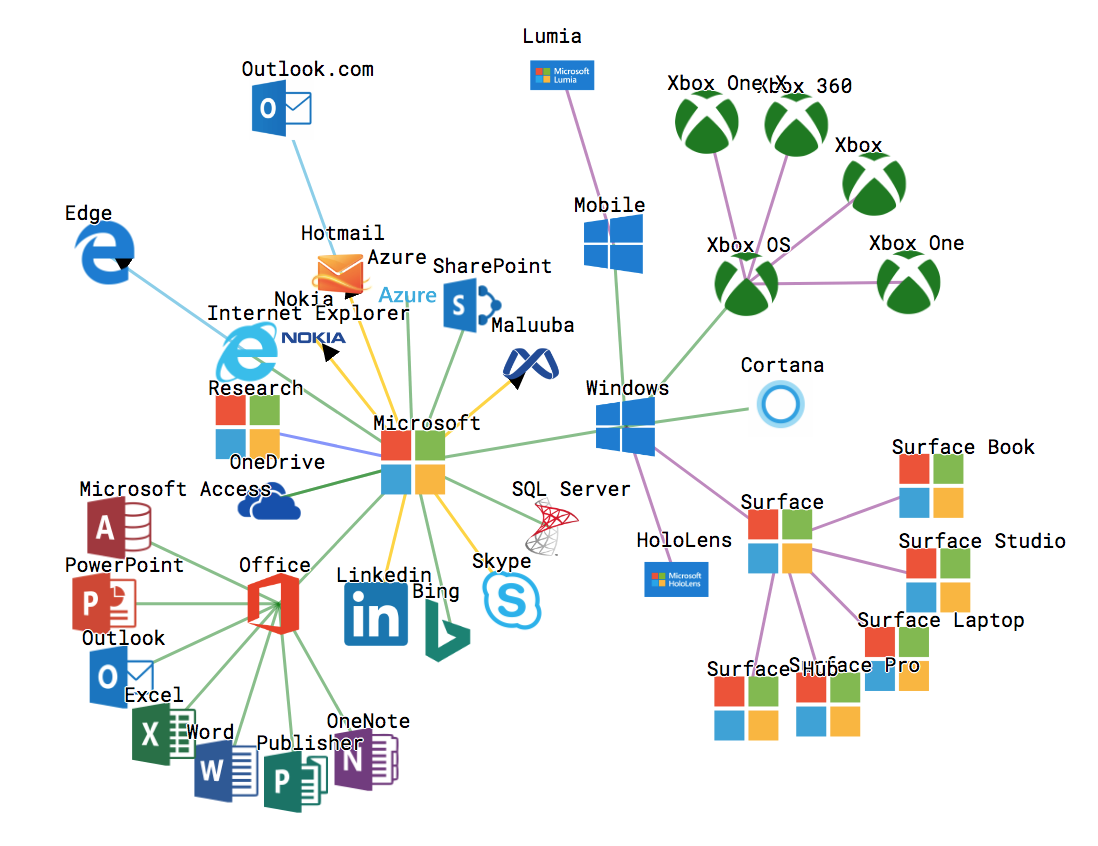 Lumia
Microsoft
Lumia
Outlook.com
O
Xbox One X
Xbox 360
Xbox
Edge
Mobile
Hotmail
Xbox OS
Xbox One
Azure
SharePoint
Azure
S
Nokia
Internet Explorer
NOKIA
Maluuba
Cortana
Research
Windows
Microsoft
Surface Book
OneDrive
Microsoft Access
A
SQL Server
Surface
HoloLens
Surface Studio
PowerPoint
P
Office
Linkedin
in
Skype
S
Bing
Microsoft
HoloLens
Surface Laptop
Outlook
O
Surface Hub
Surface Pro
Excel
X
Word
W
Publisher
P
OneNote
N